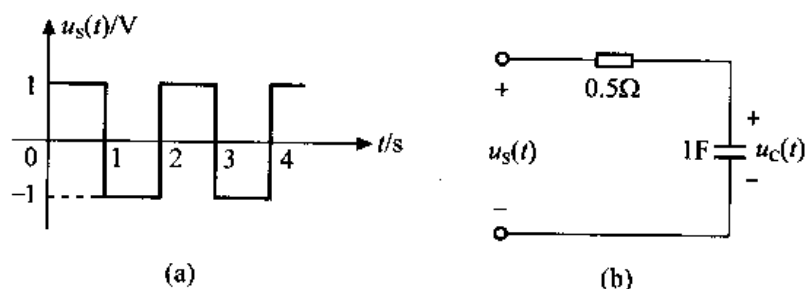 u_S(t)/V
1
0
1
2
3
4
t/s
−1
(a)
0.5Ω
+
u_S(t)
−
1F
+
u_C(t)
−
(b)